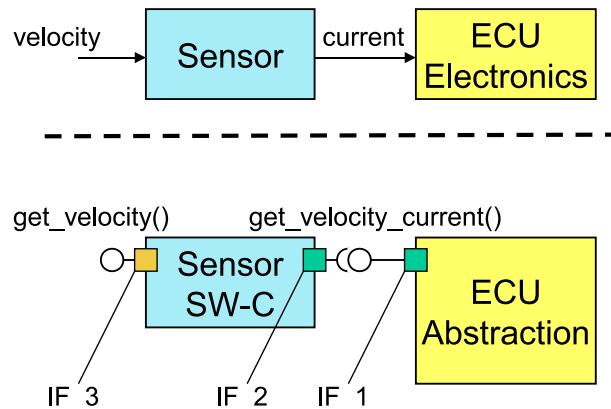 velocity
Sensor
current
ECU
Electronics
get_velocity()
get_velocity_current()
Sensor
SW-C
ECU
Abstraction
IF 3
IF 2
IF 1